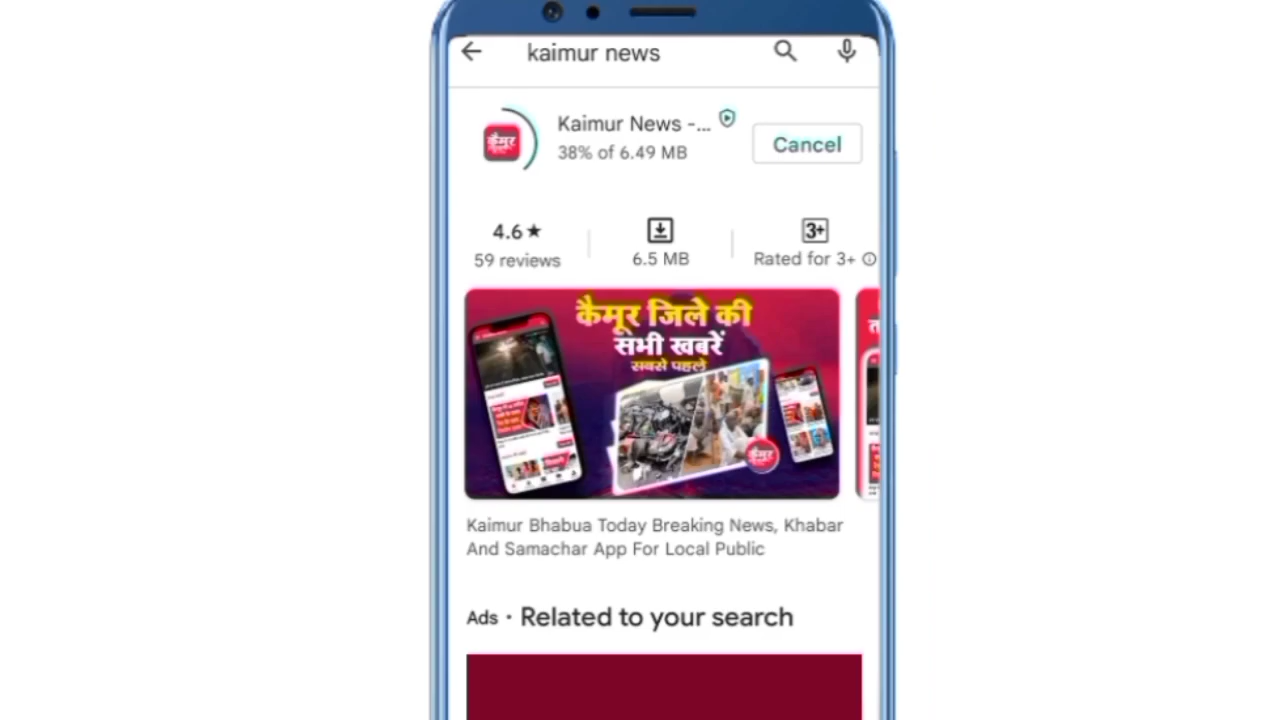 kaimur news
Kaimur News -...
38% of 6.49 MB
Cancel
4.6★
59 reviews
6.5 MB
3+
Rated for 3+
कैमूर
कैमूर जिले की
सभी खबरें
सबसे पहले
कैमूर
Kaimur Bhabua Today Breaking News, Khabar
And Samachar App For Local Public
Ads · Related to your search